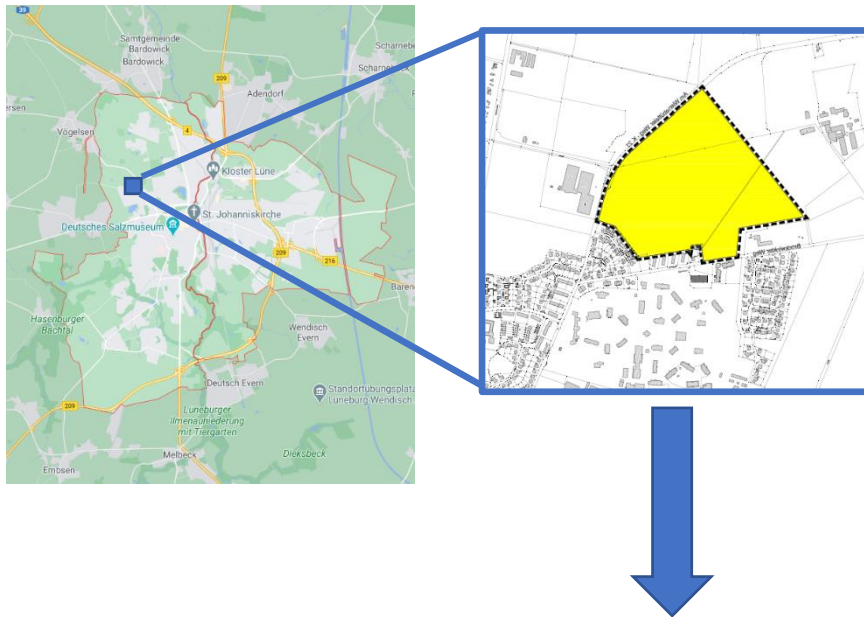 39
Samtgemeinde
Bardowick
Bardowick
Scharnebe
Scharnebe
209
Adendorf
ersen
4
Vögelsen
Kloster Lüne
St. Johanniskirche
Deutsches Salzmuseum
209
216
Baren
Hasenburger
Bachtal
Wendisch
Evern
Deutsch Evern
Standortübungsplatz
Lüneburg Wendisch
209
Lüneburger
Ilmenauniederung
mit Tiergarten
Dieksbeck
Melbeck
Embsen